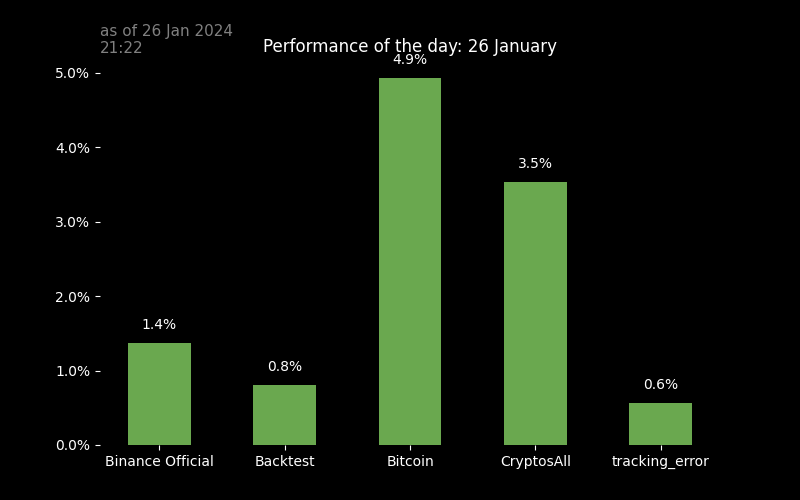 as of 26 Jan 2024
21:22
Performance of the day: 26 January
5.0%
4.0%
3.0%
2.0%
1.0%
0.0%
1.4%
0.8%
4.9%
3.5%
0.6%
Binance Official
Backtest
Bitcoin
CryptosAll
tracking_error